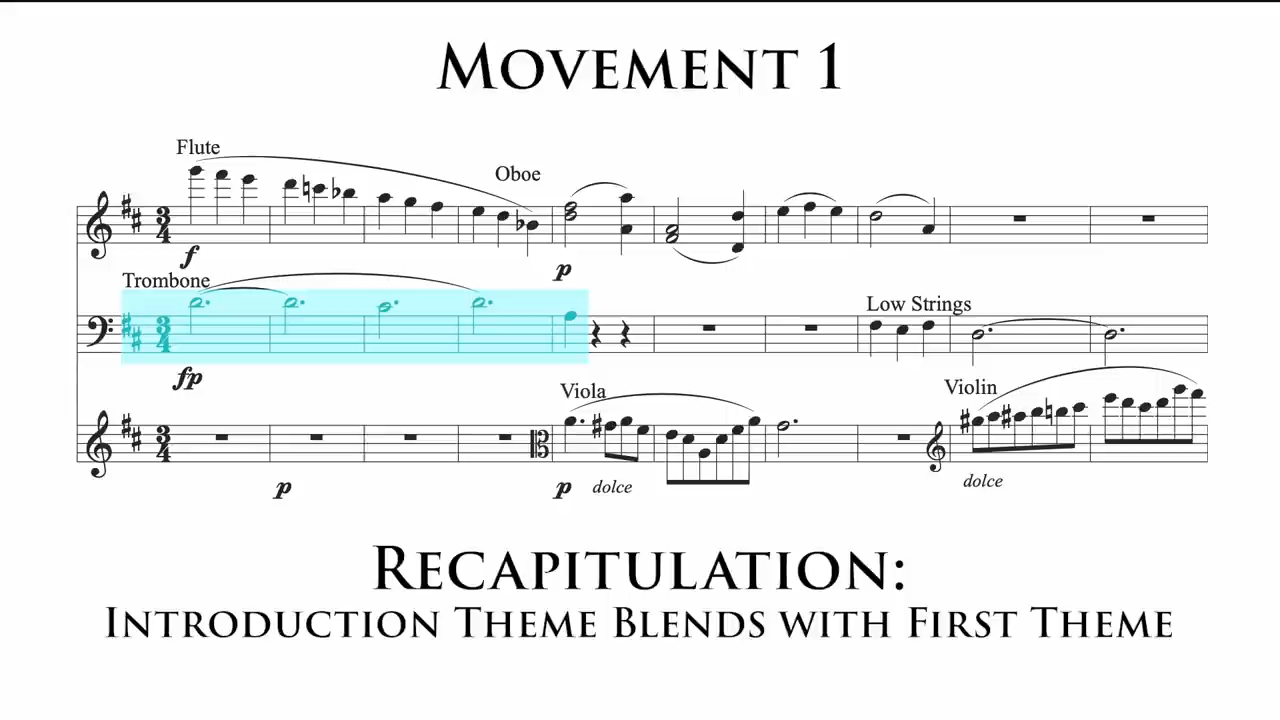 MOVEMENT 1
Flute
Oboe
f
p
Trombone
Low Strings
fp
Viola
Violin
p
p dolce
dolce
RECAPITULATION:
INTRODUCTION THEME BLENDS WITH FIRST THEME